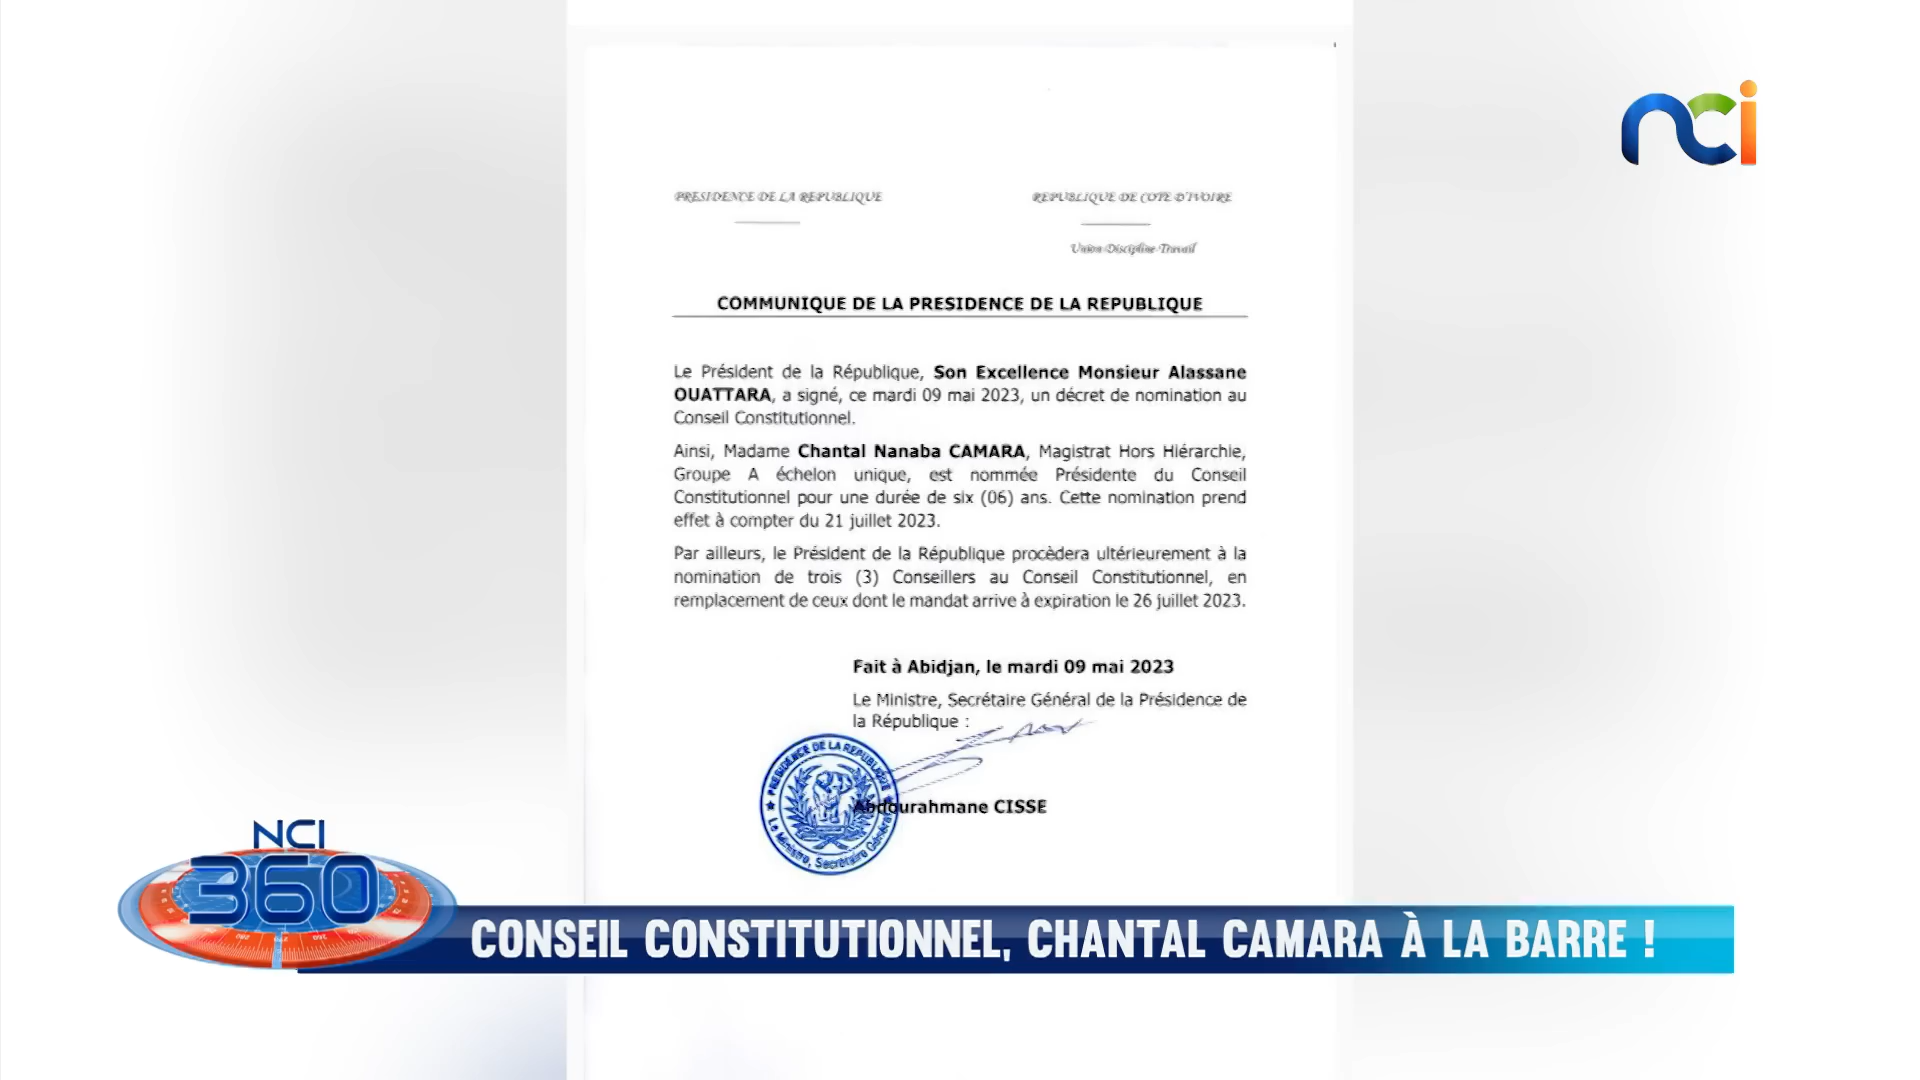 nci
PRESIDENCE DE LA REPUBLIQUE
REPUBLIQUE DE COTE D'IVOIRE
Union-Discipline-Travail
COMMUNIQUE DE LA PRESIDENCE DE LA REPUBLIQUE
Le Président de la République, Son Excellence Monsieur Alassane
OUATTARA, a signé, ce mardi 09 mai 2023, un décret de nomination au
Conseil Constitutionnel.
Ainsi, Madame Chantal Nanaba CAMARA, Magistrat Hors Hiérarchie,
Groupe A échelon unique, est nommée Présidente du Conseil
Constitutionnel pour une durée de six (06) ans. Cette nomination prend
effet à compter du 21 juillet 2023.
Par ailleurs, le Président de la République procèdera ultérieurement à la
nomination de trois (3) Conseillers au Conseil Constitutionnel, en
remplacement de ceux dont le mandat arrive à expiration le 26 juillet 2023.
Fait à Abidjan, le mardi 09 mai 2023
Le Ministre, Secrétaire Général de la Présidence de
la République :
PRESIDENCE DE LA REPUBLIQUE
Le Ministre, Secrétaire Général
Abdourahmane CISSE
NCI
360
CONSEIL CONSTITUTIONNEL, CHANTAL CAMARA À LA BARRE !